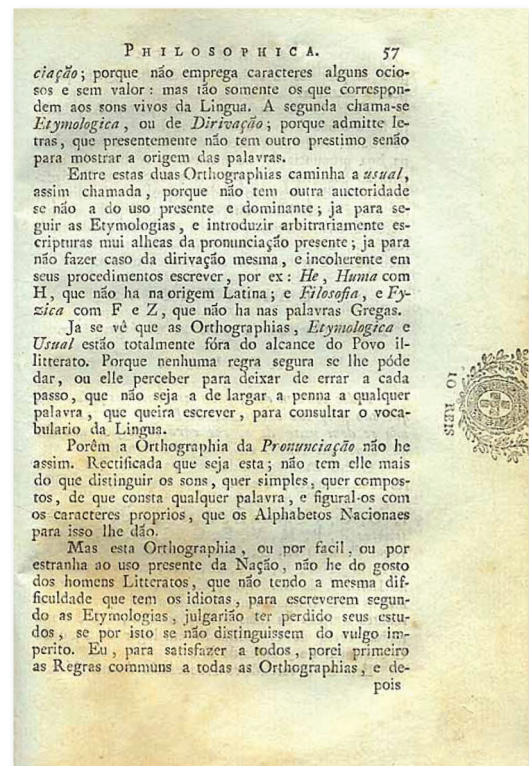 PHILOSOPHICA. 57
ciação; porque não emprega caracteres alguns ocio-
sos e sem valor: mas tão somente os que correspon-
dem aos sons vivos da Lingua. A segunda chama-se
Etymologica, ou de Dirivação; porque admitte le-
tras, que presentemente não tem outro prestimo senão
para mostrar a origem das palavras.
Entre estas duas Orthographias caminha a usual,
assim chamada, porque não tem outra auctoridade
se não a do uso presente e dominante; ja para se-
guir as Etymologias, e introduzir arbitrariamente es-
cripturas mui alheas da pronunciação presente; ja para
não fazer caso da dirivação mesma, e incoherente em
seus procedimentos escrever, por ex: He, Huma com
H, que não ha na origem Latina; e Filosofia, e Fy-
zica com F e Z, que não ha nas palavras Gregas.
Ja se vê que as Orthographias, Etymologica e
Usual estão totalmente fóra do alcance do Povo il-
litterato. Porque nenhuma regra segura se lhe póde
dar, ou elle perceber para deixar de errar a cada
passo, que não seja a de largar a penna a qualquer
palavra, que queira escrever, para consultar o voca-
bulario da Lingua.
Porêm a Orthographia da Pronunciação não he
assim. Rectificada que seja esta; não tem elle mais
do que distinguir os sons, quer simples, quer compos-
tos, de que consta qualquer palavra, e figural-os com
os caracteres proprios, que os Alphabetos Nacionaes
para isso lhe dão.
Mas esta Orthographia, ou por facil, ou por
estranha ao uso presente da Nação, não he do gosto
dos homens Litteratos, que não tendo a mesma dif-
ficuldade que tem os idiotas, para escreverem segun-
do as Etymologias, julgarião ter perdido seus estu-
dos, se por isto se não distinguissem do vulgo im-
perito. Eu, para satisfazer a todos, porei primeiro
as Regras communs a todas as Orthographias, e de-
pois
10 REIS